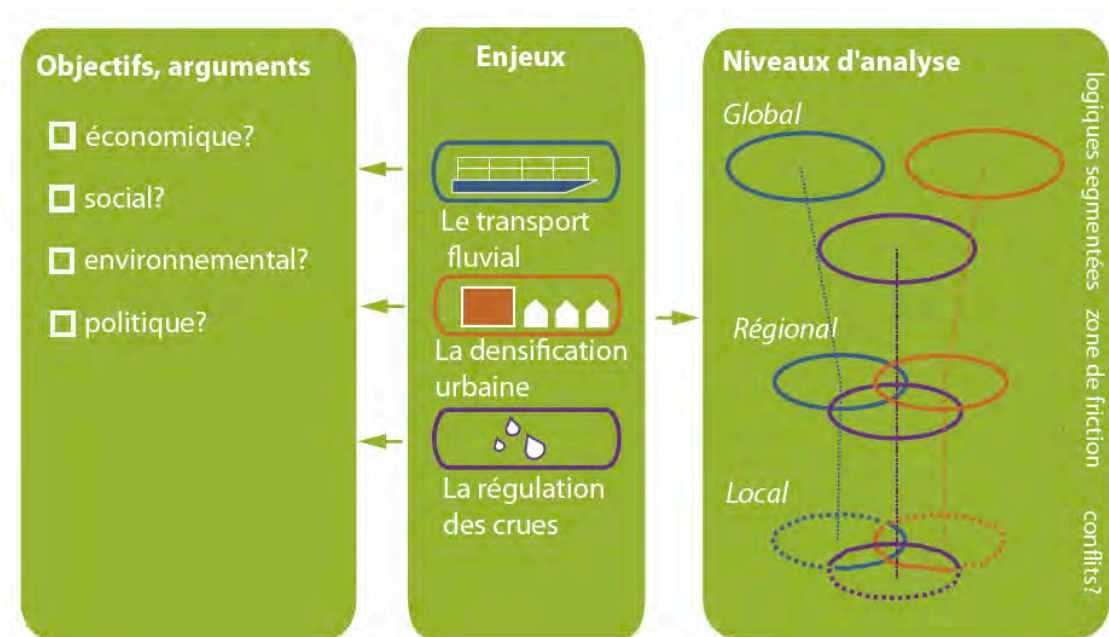 Objectifs, arguments
économique?
social?
environnemental?
politique?
Enjeux
Le transport
fluvial
La densification
urbaine
La régulation
des crues
Niveaux d'analyse
Global
Régional
Local
logiques segmentées
zone de friction
conflits?